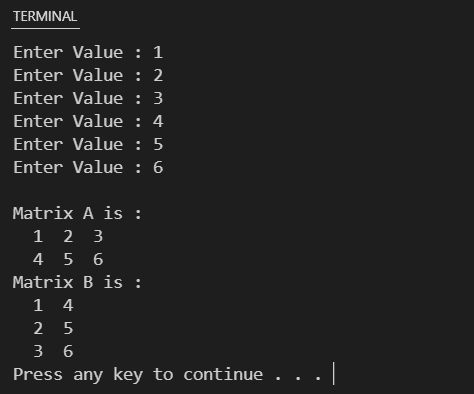 TERMINAL
Enter Value : 1
Enter Value : 2
Enter Value : 3
Enter Value : 4
Enter Value : 5
Enter Value : 6
Matrix A is :
1 2 3
4 5 6
Matrix B is :
1 4
2 5
3 6
Press any key to continue . . .